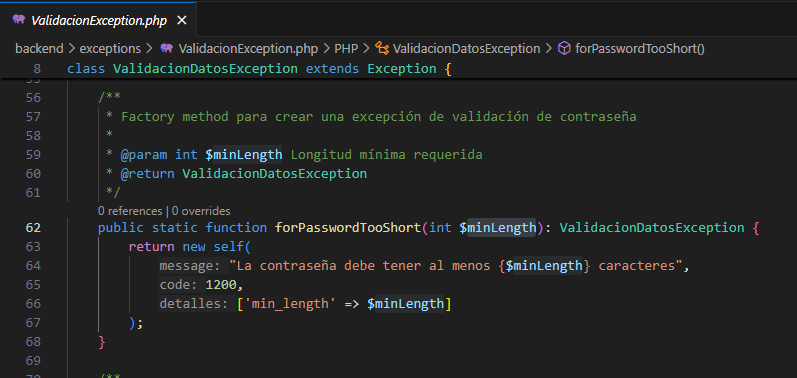 ValidacionException.php
backend > exceptions > ValidacionException.php > PHP > ValidacionDatosException > forPasswordTooShort()
8 class ValidacionDatosException extends Exception {
56 /**
57 * Factory method para crear una excepción de validación de contraseña
58 *
59 * @param int $minLength Longitud mínima requerida
60 * @return ValidacionDatosException
61 */
0 references | 0 overrides
62 public static function forPasswordTooShort(int $minLength): ValidacionDatosException {
63 return new self(
64 message: "La contraseña debe tener al menos {$minLength} caracteres",
65 code: 1200,
66 detalles: ['min_length' => $minLength]
67 );
68 }
69
/**